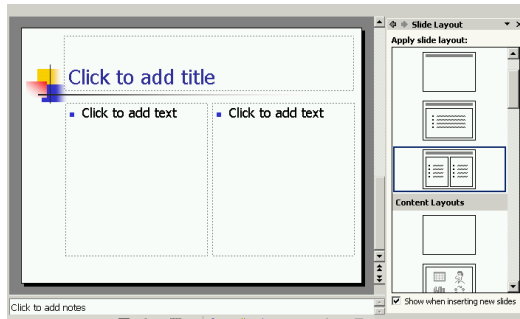 Slide Layout
Apply slide layout:
Click to add title
Click to add text
Click to add text
Content Layouts
Click to add notes
Show when inserting new slides